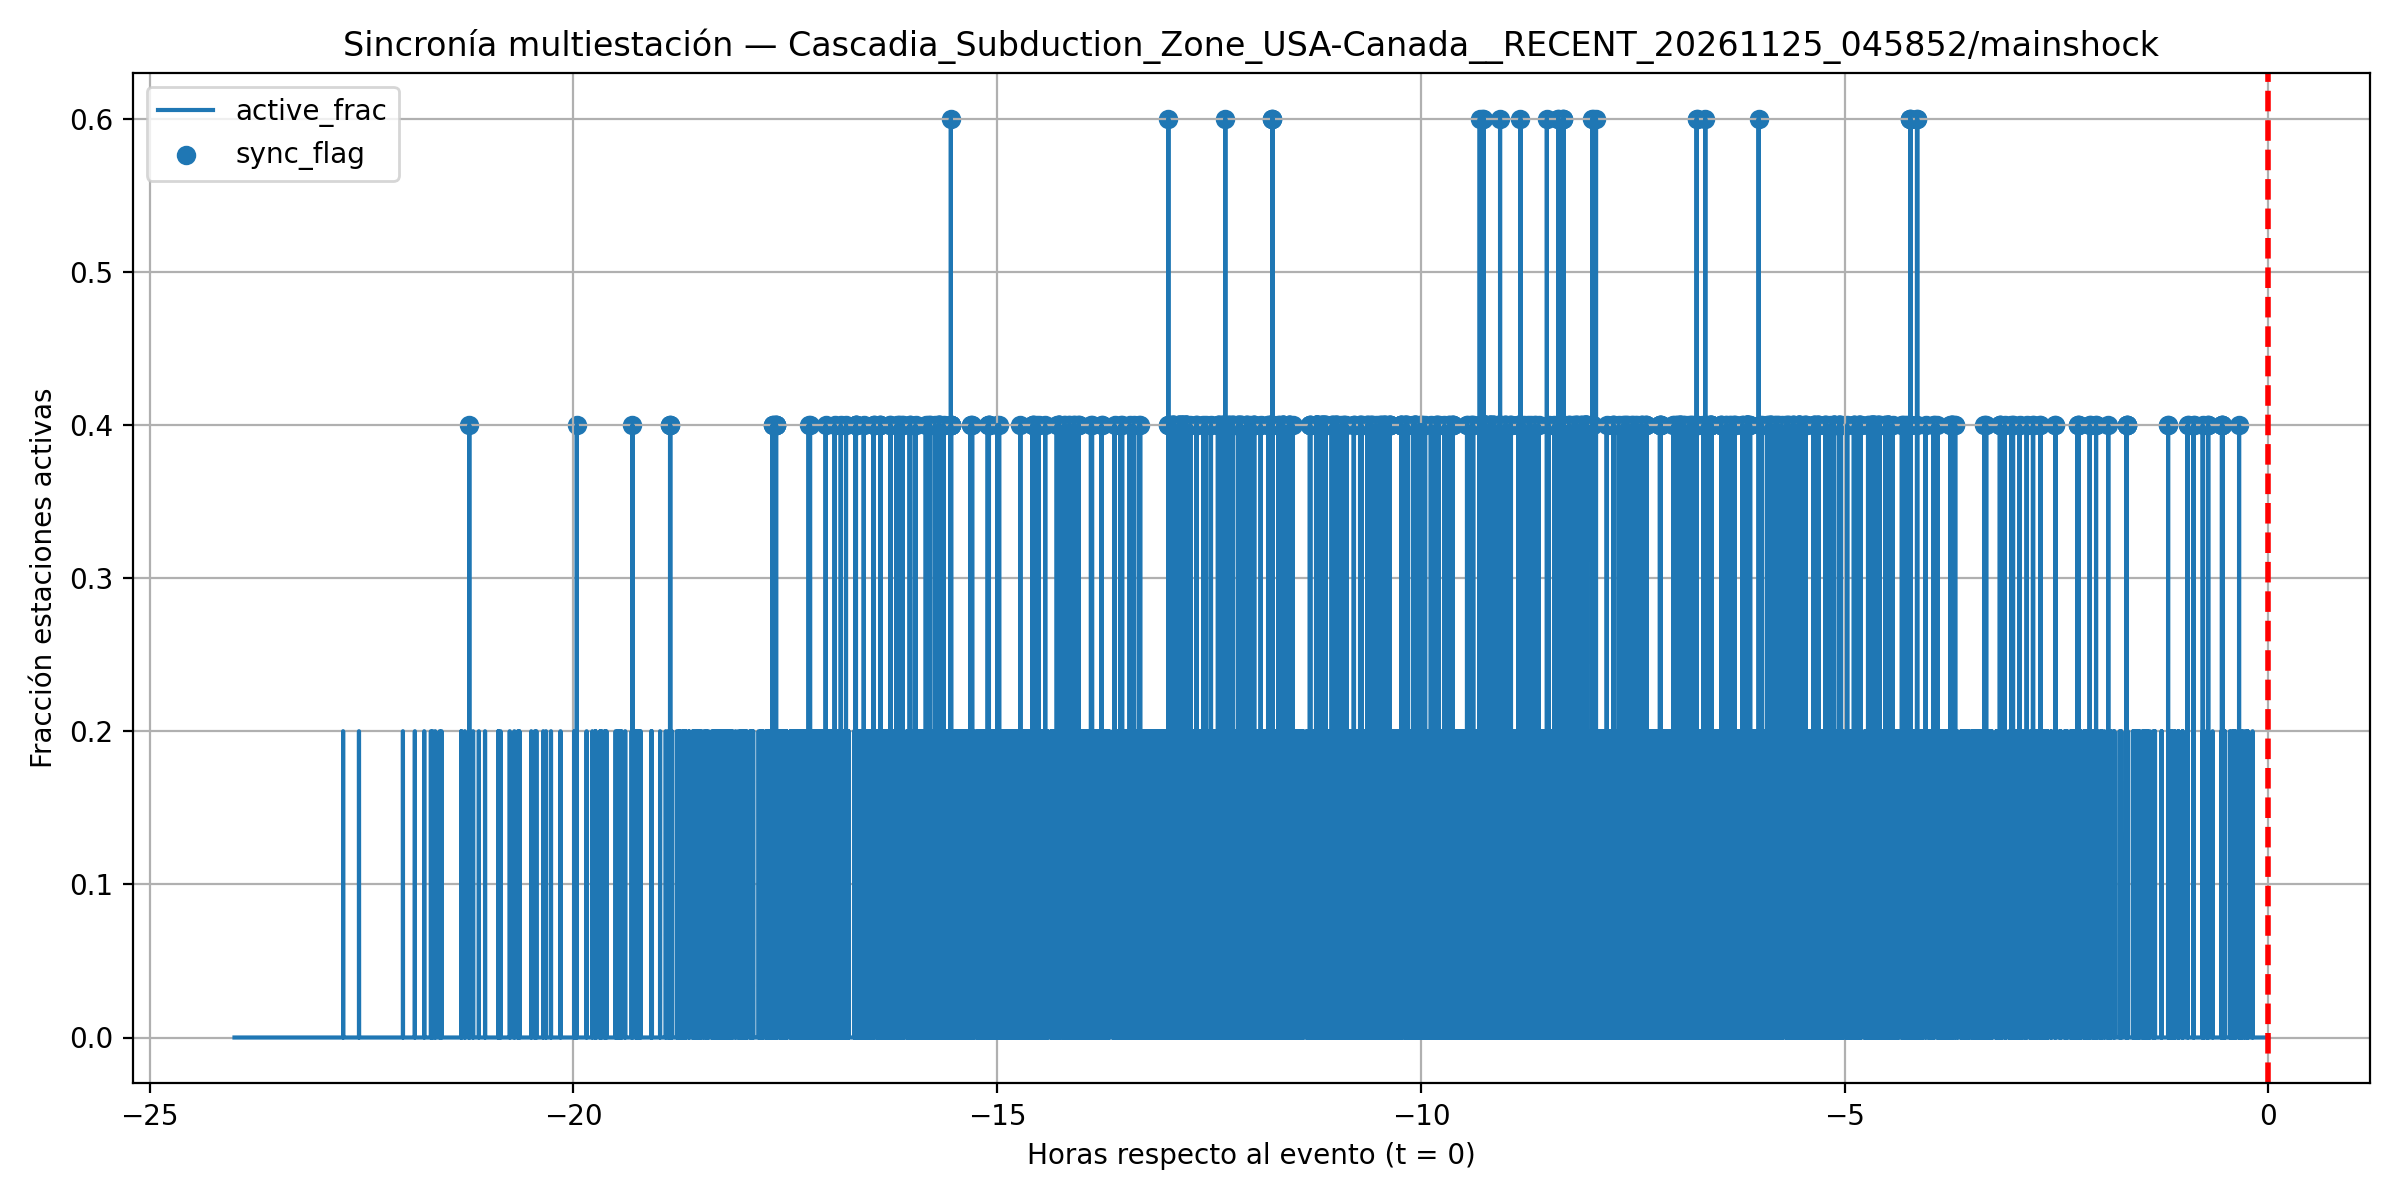 Sincronía multiestación — Cascadia_Subduction_Zone_USA-Canada__RECENT_20261125_045852/mainshock
active_frac
sync_flag
Fracción estaciones activas
0.6
0.5
0.4
0.3
0.2
0.1
0.0
−25 −20 −15 −10 −5 0
Horas respecto al evento (t = 0)